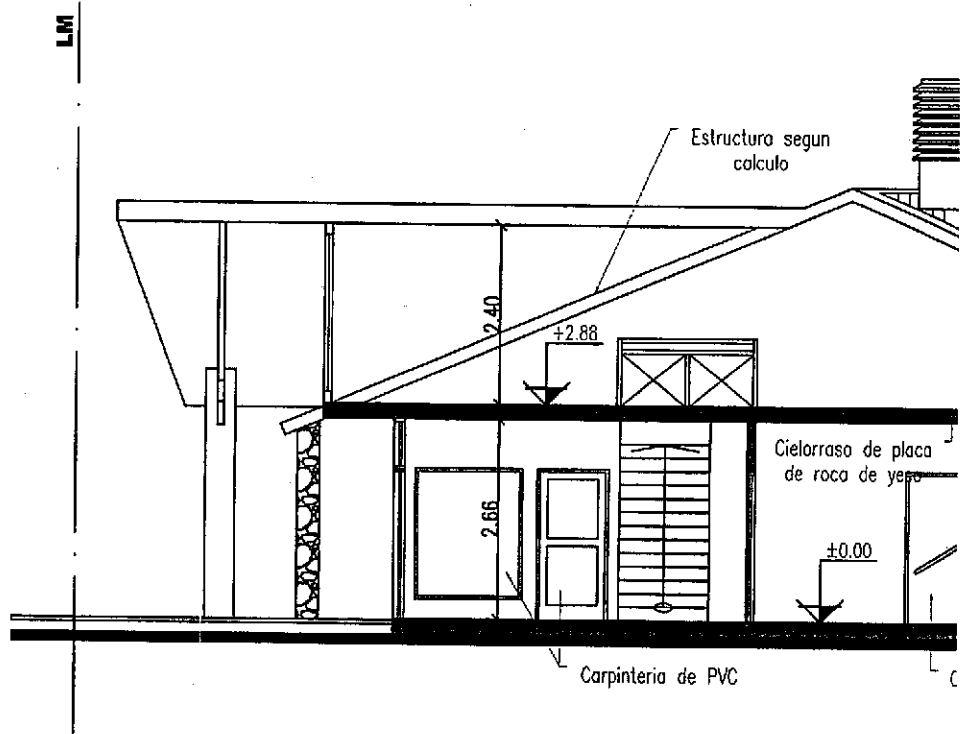 LM
Estructura segun
calculo
2.40
+2.88
Cielorraso de placa
de roca de yeso
2.66
±0.00
Carpinteria de PVC
C